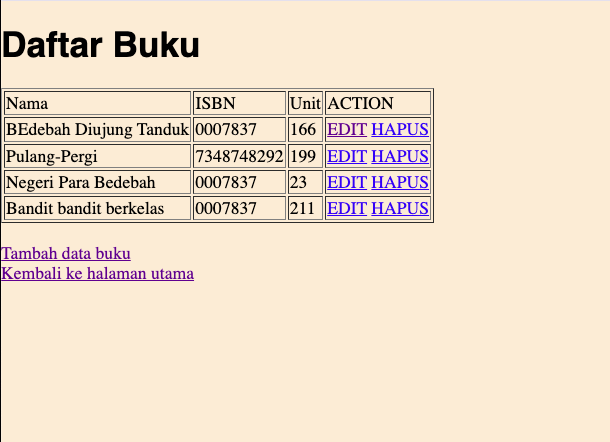 Daftar Buku
Nama ISBN Unit ACTION
BEdebah Diujung Tanduk 0007837 166 EDIT HAPUS
Pulang-Pergi 7348748292 199 EDIT HAPUS
Negeri Para Bedebah 0007837 23 EDIT HAPUS
Bandit bandit berkelas 0007837 211 EDIT HAPUS
Tambah data buku
Kembali ke halaman utama